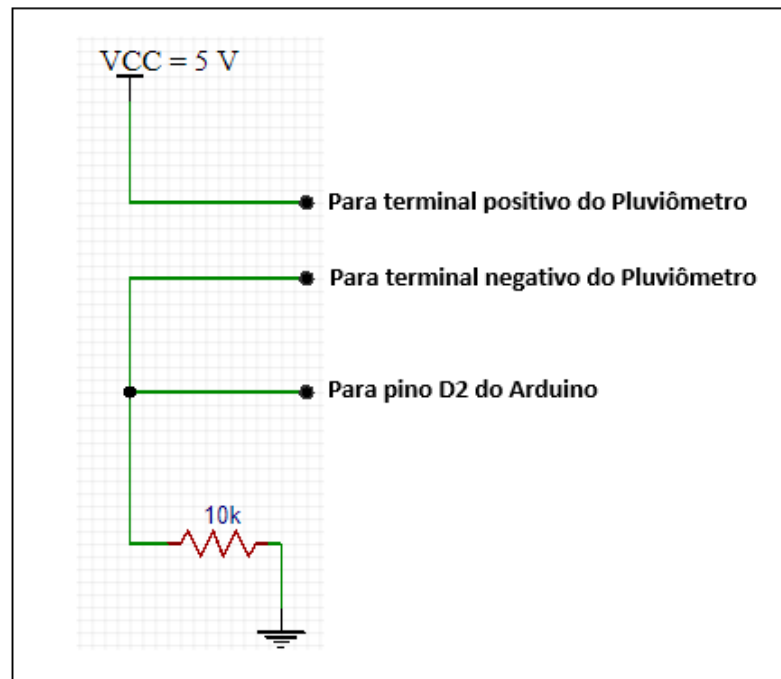 VCC = 5 V
Para terminal positivo do Pluviômetro
Para terminal negativo do Pluviômetro
Para pino D2 do Arduino
10k